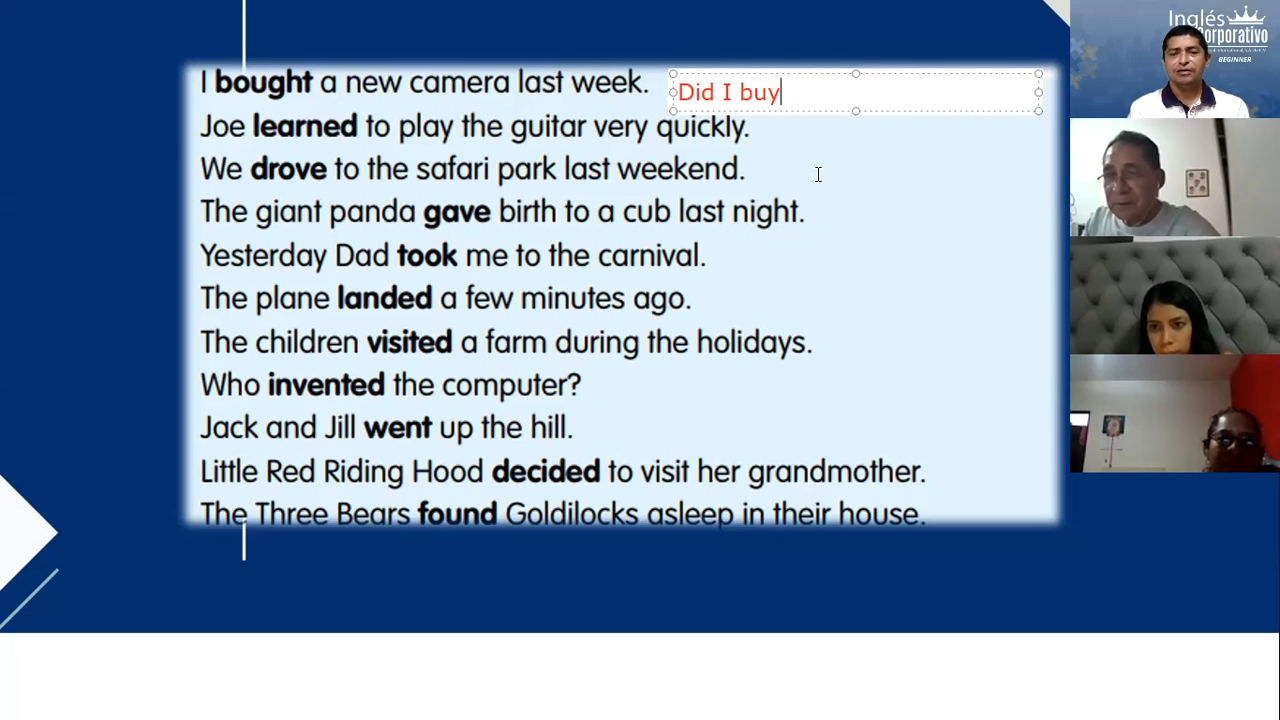 Inglés
Corporativo
BEGINNER
I bought a new camera last week.
Did I buy
Joe learned to play the guitar very quickly.
We drove to the safari park last weekend.
The giant panda gave birth to a cub last night.
Yesterday Dad took me to the carnival.
The plane landed a few minutes ago.
The children visited a farm during the holidays.
Who invented the computer?
Jack and Jill went up the hill.
Little Red Riding Hood decided to visit her grandmother.
The Three Bears found Goldilocks asleep in their house.